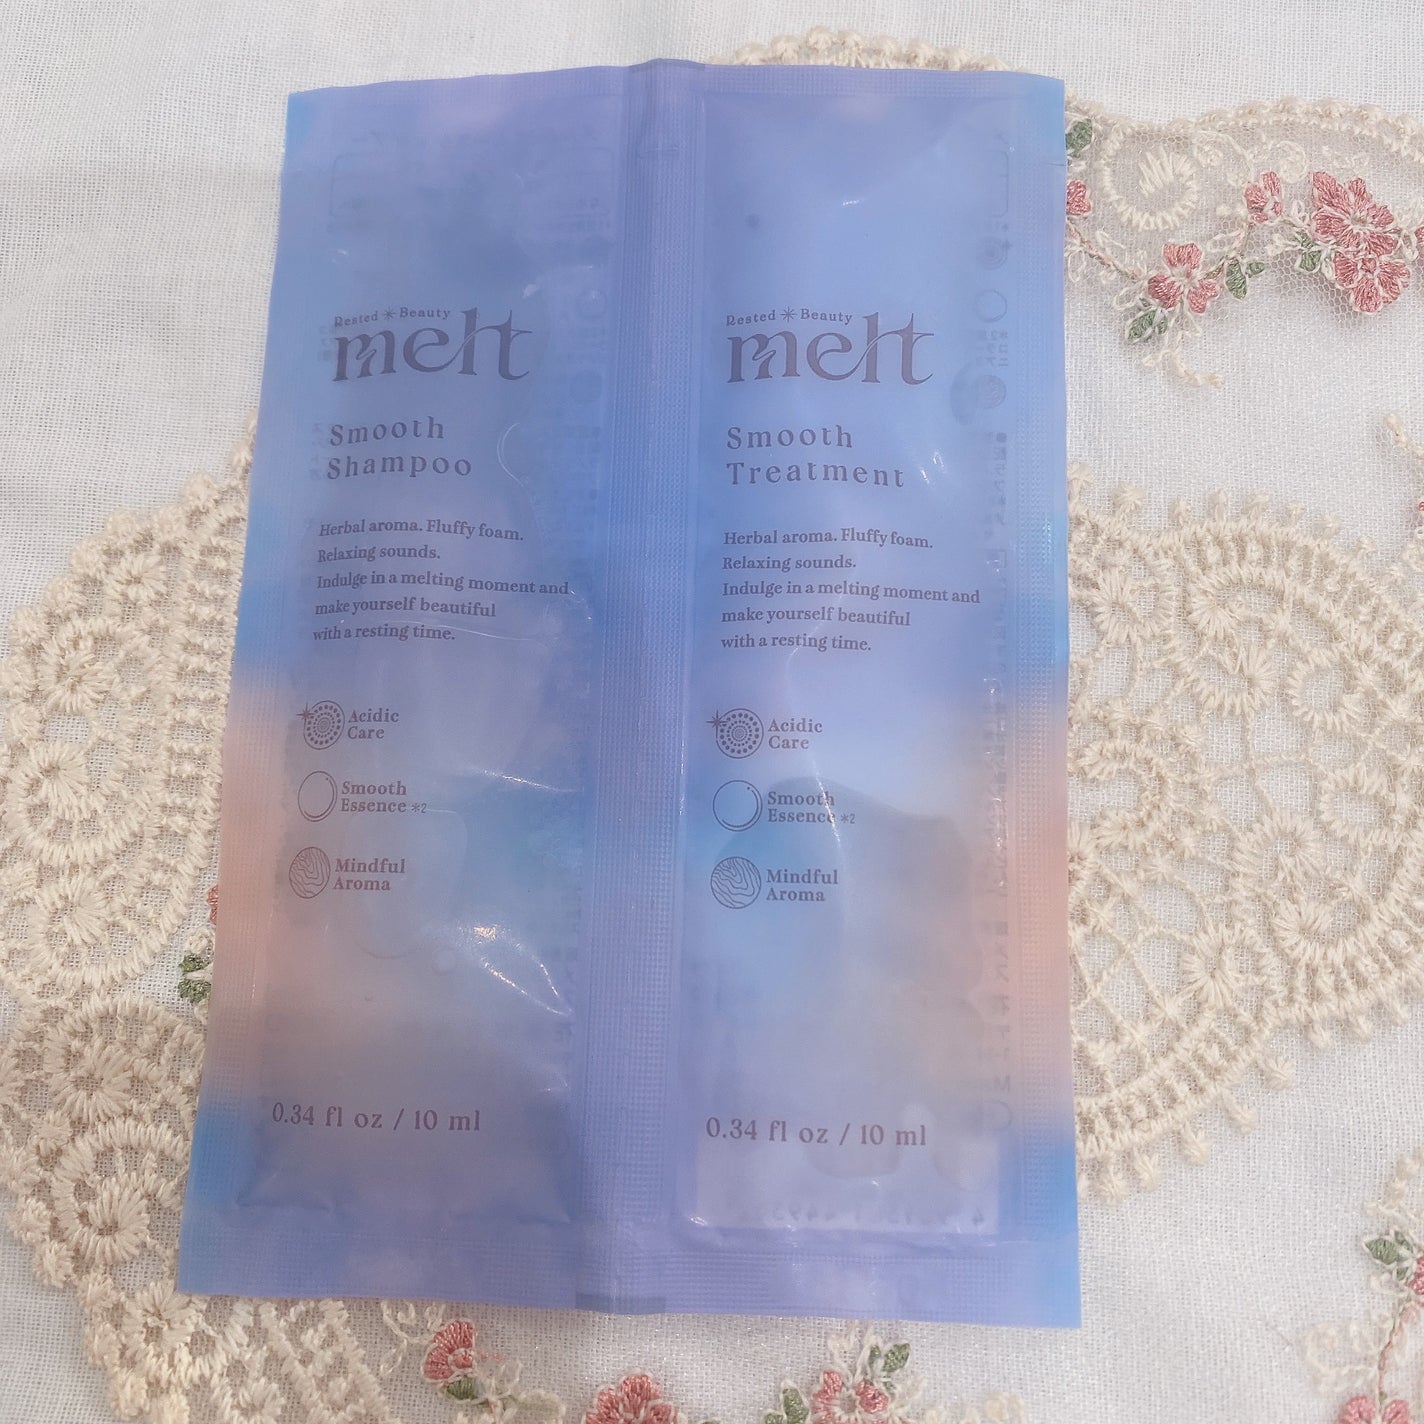 Rested ✳ Beauty
melt
Smooth
Shampoo
Herbal aroma. Fluffy foam.
Relaxing sounds.
Indulge in a melting moment and
make yourself beautiful
with a resting time.
Acidic
Care
Smooth
Essence *2
Mindful
Aroma
0.34 fl oz / 10 ml
Rested ✳ Beauty
melt
Smooth
Treatment
Herbal aroma. Fluffy foam.
Relaxing sounds.
Indulge in a melting moment and
make yourself beautiful
with a resting time.
Acidic
Care
Smooth
Essence *2
Mindful
Aroma
0.34 fl oz / 10 ml